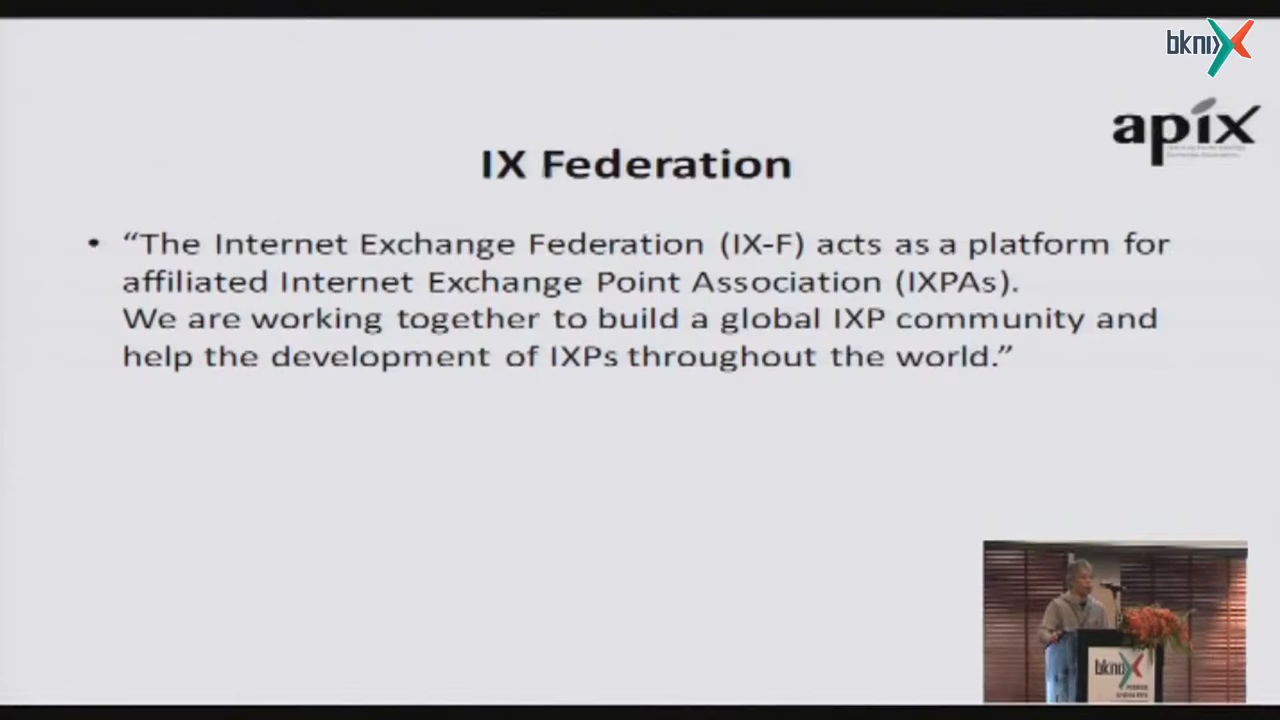 bknix
apix
IX Federation
• “The Internet Exchange Federation (IX-F) acts as a platform for
affiliated Internet Exchange Point Association (IXPAs).
We are working together to build a global IXP community and
help the development of IXPs throughout the world.”
bknix